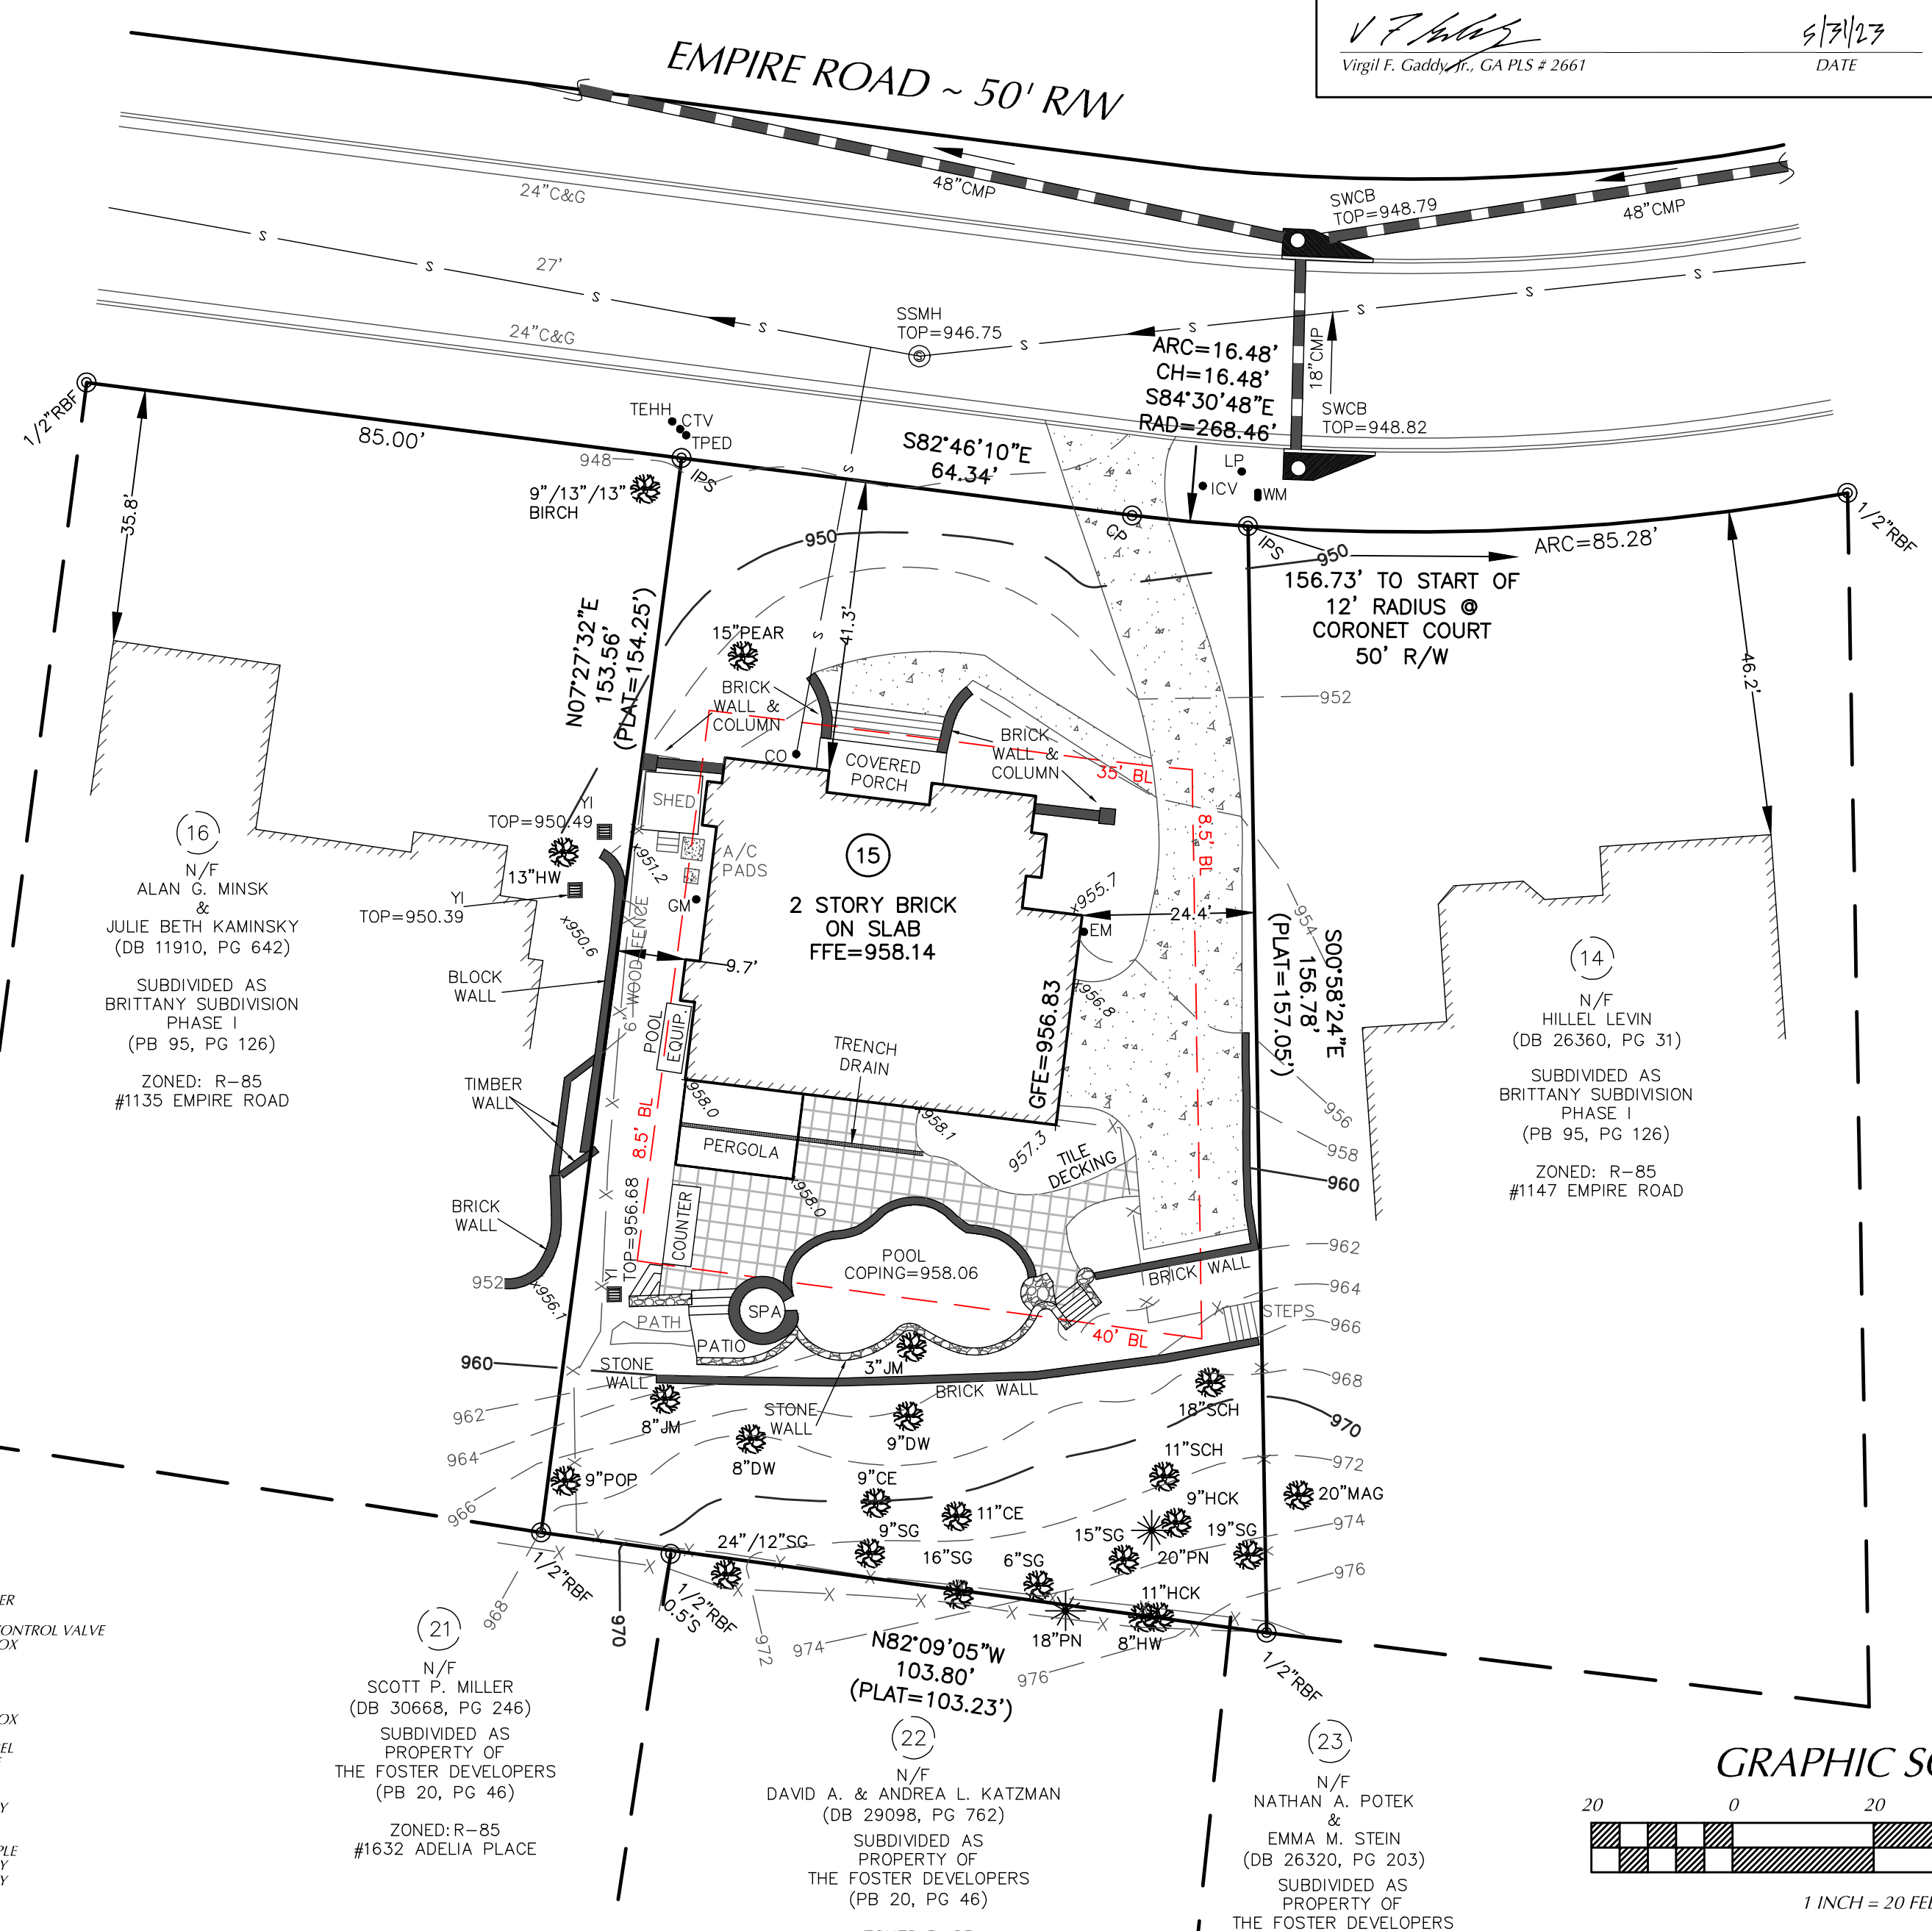 Virgil F. Gaddy, Jr., GA PLS # 2661
5/31/23
DATE
EMPIRE ROAD ~ 50' R/W
48"CMP
SWCB
TOP=948.79
48"CMP
24"C&G
27'
S
S
S
S
S
S
S
S
S
S
24"C&G
SSMH
TOP=946.75
S
18"CMP
SWCB
TOP=948.82
ARC=16.48'
CH=16.48'
S84°30'48"E
RAD=268.46'
1/2"RBF
85.00'
TEHH
CTV
TPED
S82°46'10"E
64.34'
948
IPS
9"/13"/13"
BIRCH
LP
ICV
WM
CP
IPS
1/2"RBF
ARC=85.28'
35.8'
S
S
950
950
156.73' TO START OF
12' RADIUS @
CORONET COURT
50' R/W
41.3'
46.2'
N07°27'32"E
153.56'
(PLAT=154.25')
15"PEAR
BRICK
WALL &
COLUMN
952
CO
COVERED
PORCH
BRICK
WALL &
COLUMN
35' BL
8.5' BL
SHED
YI
TOP=950.49
x951.2
A/C
PADS
13"HW
YI
TOP=950.39
GM
x950.6
6' WOOD FENCE
15
2 STORY BRICK
ON SLAB
FFE=958.14
x955.7
24.4'
EM
954
S00°58'24"E
156.78'
(PLAT=157.05')
16
N/F
ALAN G. MINSK
&
JULIE BETH KAMINSKY
(DB 11910, PG 642)
SUBDIVIDED AS
BRITTANY SUBDIVISION
PHASE I
(PB 95, PG 126)
ZONED: R-85
#1135 EMPIRE ROAD
BLOCK
WALL
9.7'
14
N/F
HILLEL LEVIN
(DB 26360, PG 31)
SUBDIVIDED AS
BRITTANY SUBDIVISION
PHASE I
(PB 95, PG 126)
ZONED: R-85
#1147 EMPIRE ROAD
POOL
EQUIP.
x956.8
GFE=956.83
TRENCH
DRAIN
TIMBER
WALL
x958.0
958.1
957.3
956
958
960
8.5' BL
PERGOLA
TILE
DECKING
x958.0
BRICK
WALL
YI
TOP=956.68
COUNTER
952
x956.1
POOL
COPING=958.06
BRICK WALL
962
964
SPA
STEPS
PATH
PATIO
40' BL
966
960
STONE
WALL
3"JM
BRICK WALL
968
962
8"JM
STONE
WALL
18"SCH
970
964
9"DW
8"DW
11"SCH
972
9"POP
9"CE
9"HCK
20"MAG
966
11"CE
974
24"/12"SG
9"SG
15"SG
19"SG
16"SG
6"SG
20"PN
976
1/2"RBF
1/2"RBF
0.5'S
11"HCK
968
970
972
974
N82°09'05"W
103.80'
(PLAT=103.23')
976
18"PN
8"HW
1/2"RBF
ER
CONTROL VALVE
OX
OX
EL
Y
PLE
Y
Y
21
N/F
SCOTT P. MILLER
(DB 30668, PG 246)
SUBDIVIDED AS
PROPERTY OF
THE FOSTER DEVELOPERS
(PB 20, PG 46)
ZONED: R-85
#1632 ADELIA PLACE
22
N/F
DAVID A. & ANDREA L. KATZMAN
(DB 29098, PG 762)
SUBDIVIDED AS
PROPERTY OF
THE FOSTER DEVELOPERS
(PB 20, PG 46)
23
N/F
NATHAN A. POTEK
&
EMMA M. STEIN
(DB 26320, PG 203)
SUBDIVIDED AS
PROPERTY OF
THE FOSTER DEVELOPERS
GRAPHIC SC
20 0 20
1 INCH = 20 FEE